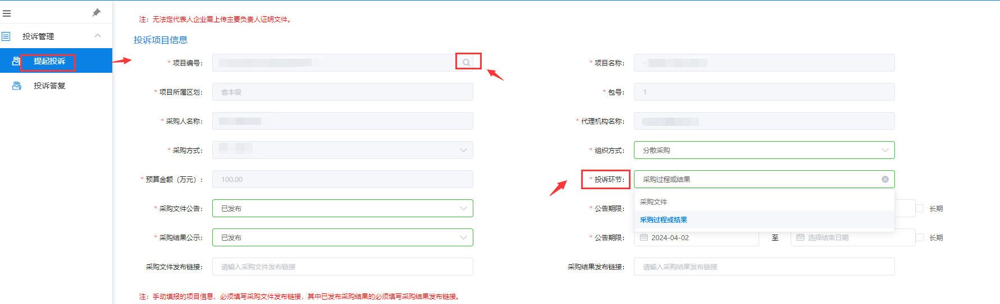 注：无法定代表人企业需上传主要负责人证明文件。
投诉管理
提起投诉
投诉答复
投诉项目信息
* 项目编号：
* 项目名称：
* 项目所属区划： 省本级
* 包号： 1
* 采购人名称：
* 代理机构名称：
* 采购方式：
* 组织方式： 分散采购
* 预算金额（万元）： 100.00
* 投诉环节： 采购过程或结果
采购文件
采购过程或结果
* 采购文件公告： 已发布
* 公告期限： 长期
* 采购结果公示： 已发布
* 公告期限： 2024-04-02 至 选择结束日期 长期
采购文件发布链接： 请输入采购文件发布链接
采购结果发布链接： 请输入采购结果发布链接
注：手动填报的项目信息，必须填写采购文件发布链接，其中已发布采购结果的必须填写采购结果发布链接。